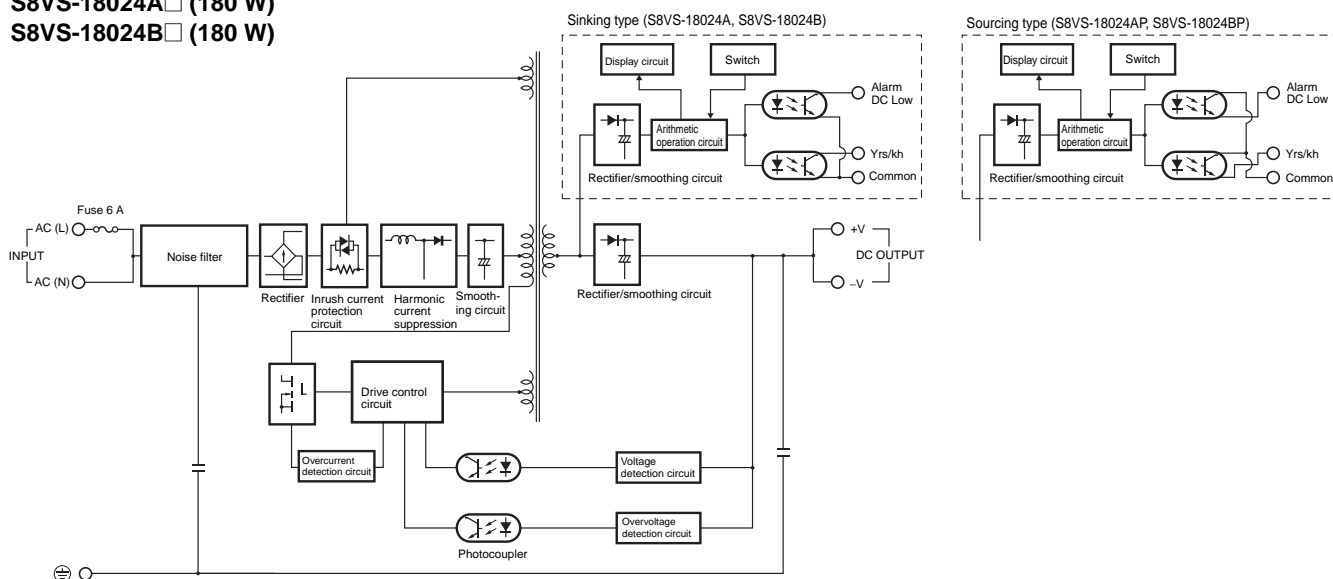 S8VS-18024A□ (180 W)
S8VS-18024B□ (180 W)
Sinking type (S8VS-18024A, S8VS-18024B)
Display circuit
Switch
Alarm
DC Low
Arithmetic
operation circuit
Yrs/kh
Common
Rectifier/smoothing circuit
Sourcing type (S8VS-18024AP, S8VS-18024BP)
Display circuit
Switch
Alarm
DC Low
Arithmetic
operation circuit
Yrs/kh
Common
Rectifier/smoothing circuit
Fuse 6 A
AC (L)
INPUT
AC (N)
Noise filter
Rectifier
Inrush current
protection
circuit
Harmonic
current
suppression
Smooth-
ing circuit
Rectifier/smoothing circuit
+V
DC OUTPUT
–V
Drive control
circuit
Overcurrent
detection circuit
Voltage
detection circuit
Overvoltage
detection circuit
Photocoupler